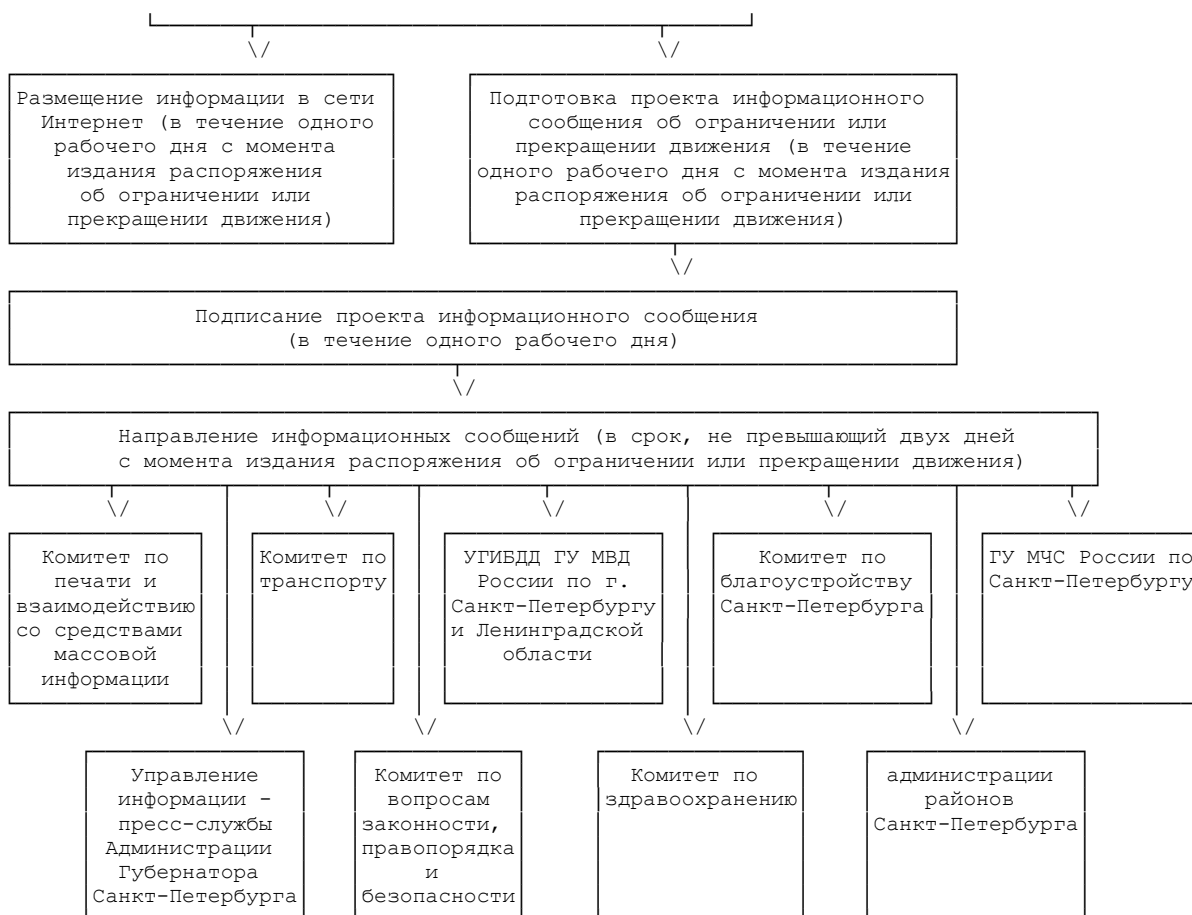 Размещение информации в сети
Интернет (в течение одного
рабочего дня с момента
издания распоряжения
об ограничении или
прекращении движения)
Подготовка проекта информационного
сообщения об ограничении или
прекращении движения (в течение
одного рабочего дня с момента издания
распоряжения об ограничении или
прекращении движения)
Подписание проекта информационного сообщения
(в течение одного рабочего дня)
Направление информационных сообщений (в срок, не превышающий двух дней
с момента издания распоряжения об ограничении или прекращении движения)
Комитет по
печати и
взаимодействию
со средствами
массовой
информации
Комитет по
транспорту
УГИБДД ГУ МВД
России по г.
Санкт-Петербургу
и Ленинградской
области
Комитет по
благоустройству
Санкт-Петербурга
ГУ МЧС России по
Санкт-Петербургу
Управление
информации -
пресс-службы
Администрации
Губернатора
Санкт-Петербурга
Комитет по
вопросам
законности,
правопорядка
и
безопасности
Комитет по
здравоохранению
администрации
районов
Санкт-Петербурга